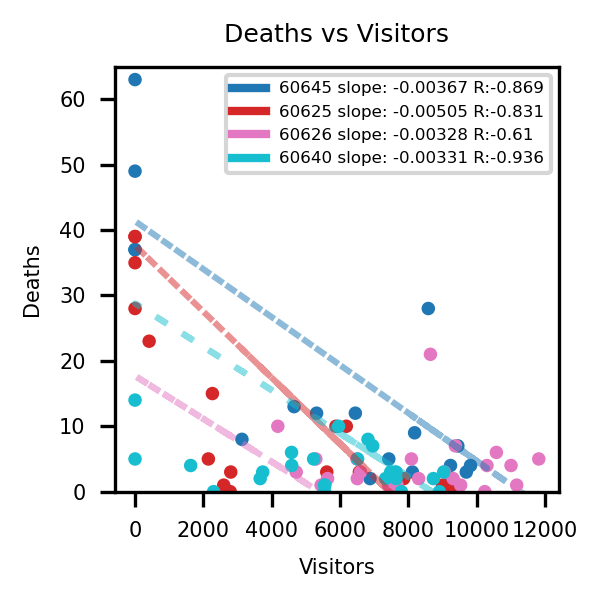 Deaths vs Visitors
60645 slope: -0.00367 R:-0.869
60625 slope: -0.00505 R:-0.831
60626 slope: -0.00328 R:-0.61
60640 slope: -0.00331 R:-0.936
60
50
40
30
20
10
0
Deaths
0 2000 4000 6000 8000 10000 12000
Visitors